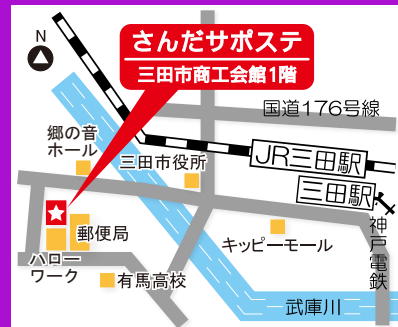 さんだサポステ
三田市商工会館1階
N
国道176号線
郷の音
ホール
三田市役所
JR三田駅
三田駅
神戸電鉄
郵便局
ハロー
ワーク
キッピーモール
有馬高校
武庫川